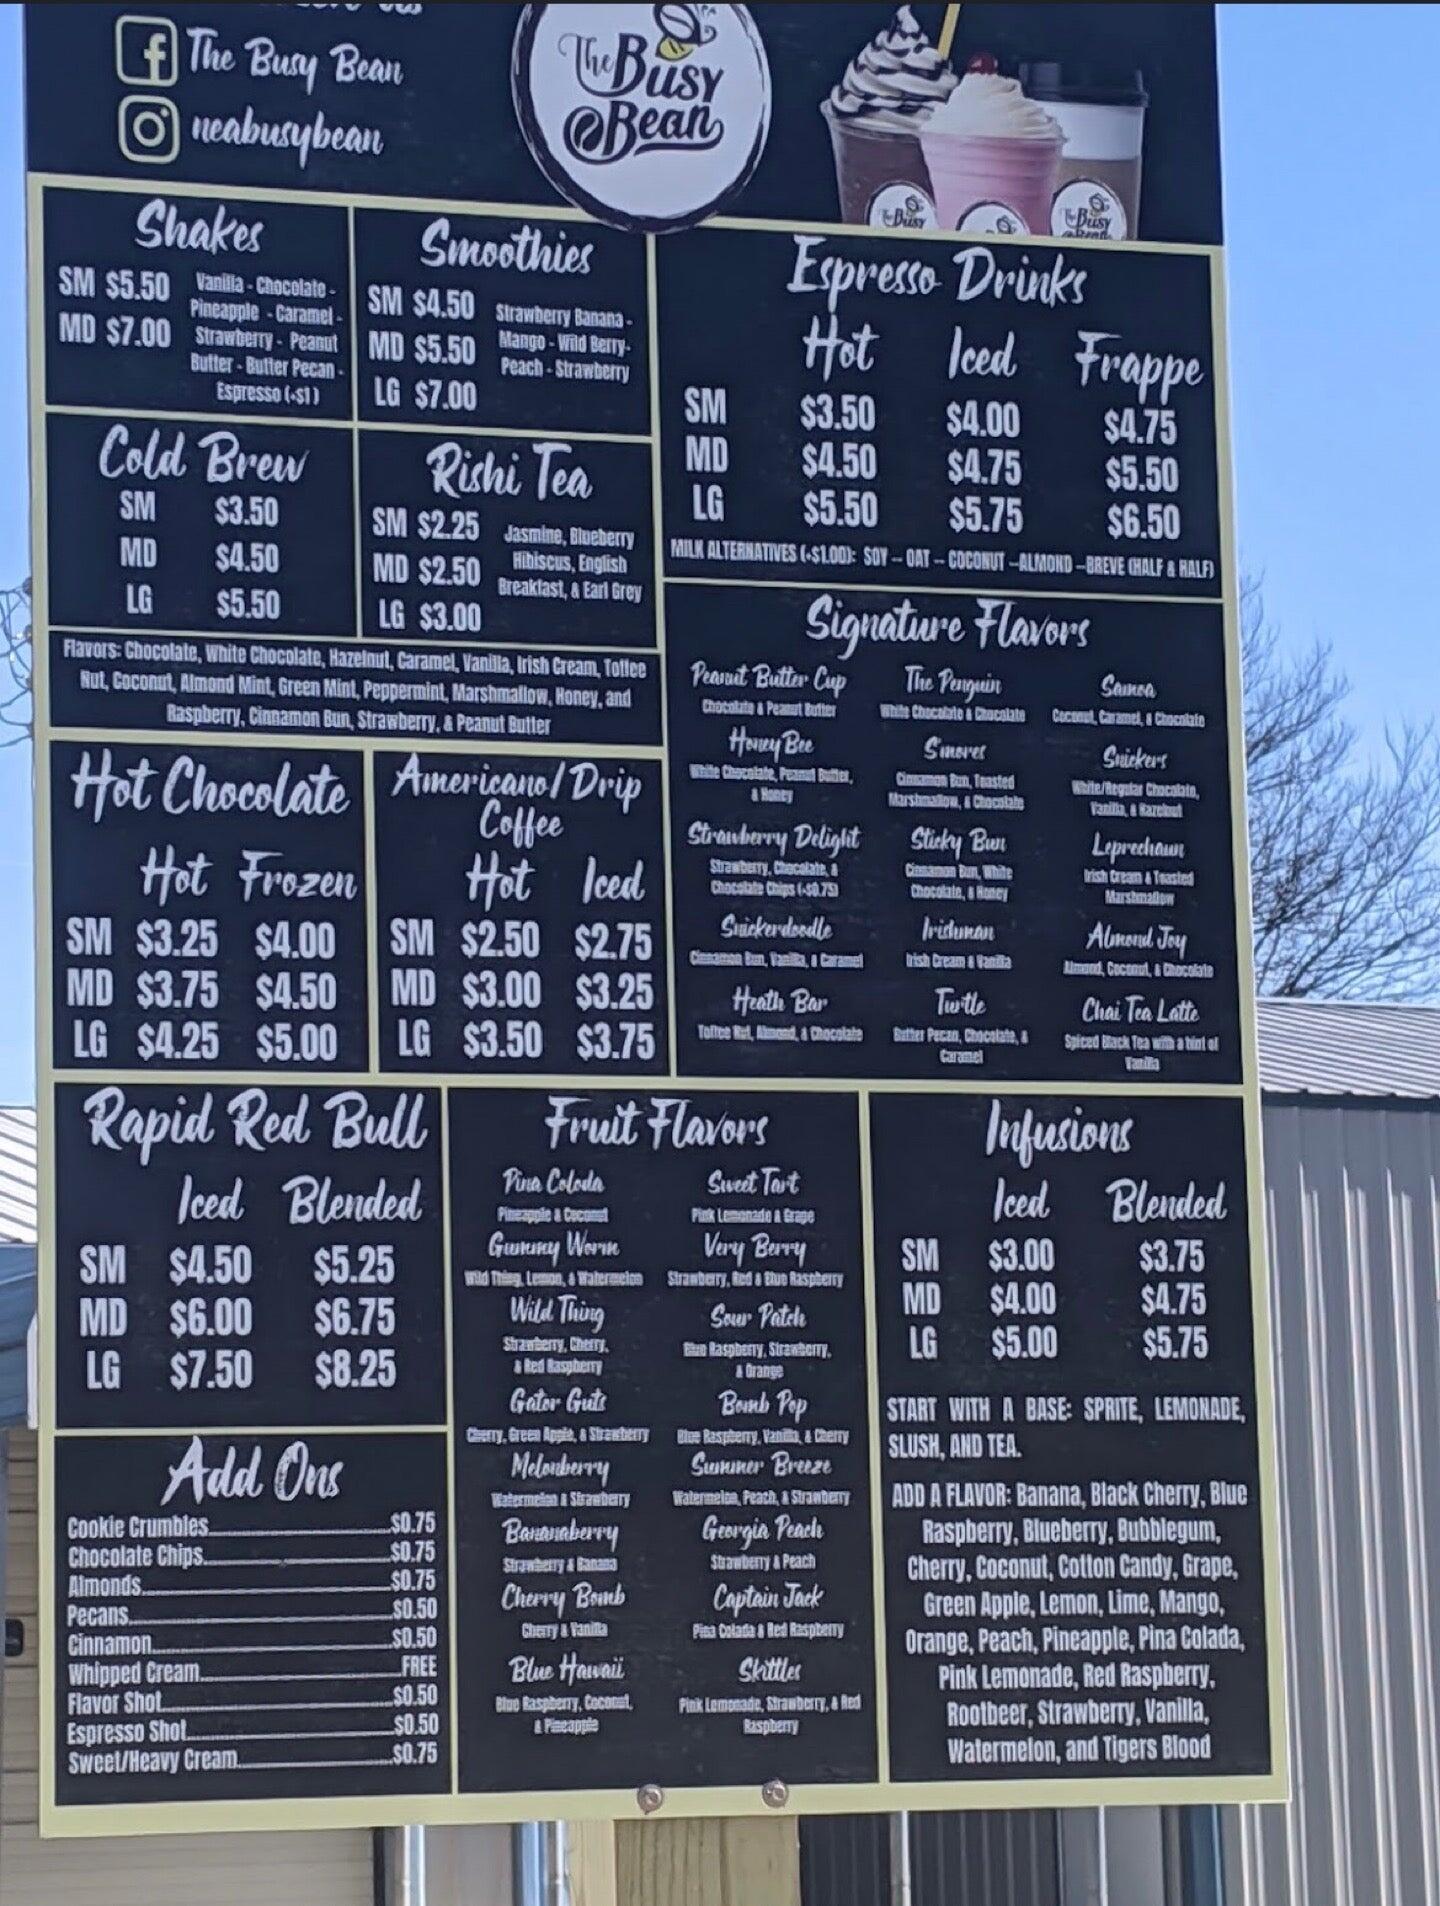 The Busy Bean
neabusybean
The Busy Bean
The Busy
The Busy
The Busy Bean
Shakes
SM $5.50
MD $7.00
Vanilla - Chocolate -
Pineapple - Caramel -
Strawberry - Peanut
Butter - Butter Pecan -
Espresso (+$1)
Smoothies
SM $4.50
MD $5.50
LG $7.00
Strawberry Banana -
Mango - Wild Berry-
Peach - Strawberry
Espresso Drinks
Hot Iced Frappe
SM $3.50 $4.00 $4.75
MD $4.50 $4.75 $5.50
LG $5.50 $5.75 $6.50
MILK ALTERNATIVES (+$1.00): SOY -- OAT -- COCONUT --ALMOND --BREVE (HALF & HALF)
Cold Brew
SM $3.50
MD $4.50
LG $5.50
Rishi Tea
SM $2.25
MD $2.50
LG $3.00
Jasmine, Blueberry
Hibiscus, English
Breakfast, & Earl Grey
Flavors: Chocolate, White Chocolate, Hazelnut, Caramel, Vanilla, Irish Cream, Toffee
Nut, Coconut, Almond Mint, Green Mint, Peppermint, Marshmallow, Honey, and
Raspberry, Cinnamon Bun, Strawberry, & Peanut Butter
Signature Flavors
Peanut Butter Cup
Chocolate & Peanut Butter
The Penguin
White Chocolate & Chocolate
Samoa
Coconut, Caramel, & Chocolate
Honey Bee
White Chocolate, Peanut Butter,
& Honey
S'mores
Cinnamon Bun, Toasted
Marshmallow, & Chocolate
Snickers
White/Regular Chocolate,
Vanilla, & Hazelnut
Strawberry Delight
Strawberry, Chocolate, &
Chocolate Chips (+$0.75)
Sticky Bun
Cinnamon Bun, White
Chocolate, & Honey
Leprechaun
Irish Cream & Toasted
Marshmallow
Snickerdoodle
Cinnamon Bun, Vanilla, & Caramel
Irishman
Irish Cream & Vanilla
Almond Joy
Almond, Coconut, & Chocolate
Heath Bar
Toffee Nut, Almond, & Chocolate
Turtle
Butter Pecan, Chocolate, &
Caramel
Chai Tea Latte
Spiced Black Tea with a hint of
Vanilla
Hot Chocolate
Hot Frozen
SM $3.25 $4.00
MD $3.75 $4.50
LG $4.25 $5.00
Americano/Drip
Coffee
Hot Iced
SM $2.50 $2.75
MD $3.00 $3.25
LG $3.50 $3.75
Rapid Red Bull
Iced Blended
SM $4.50 $5.25
MD $6.00 $6.75
LG $7.50 $8.25
Add Ons
Cookie Crumbles $0.75
Chocolate Chips $0.75
Almonds $0.75
Pecans $0.50
Cinnamon $0.50
Whipped Cream FREE
Flavor Shot $0.50
Espresso Shot $0.50
Sweet/Heavy Cream $0.75
Fruit Flavors
Pina Colada
Pineapple & Coconut
Sweet Tart
Pink Lemonade & Grape
Gummy Worm
Wild Thing, Lemon, & Watermelon
Very Berry
Strawberry, Red & Blue Raspberry
Wild Thing
Strawberry, Cherry,
& Red Raspberry
Sour Patch
Blue Raspberry, Strawberry,
& Orange
Gator Guts
Cherry, Green Apple, & Strawberry
Bomb Pop
Blue Raspberry, Vanilla, & Cherry
Melonberry
Watermelon & Strawberry
Summer Breeze
Watermelon, Peach, & Strawberry
Bananaberry
Strawberry & Banana
Georgia Peach
Strawberry & Peach
Cherry Bomb
Cherry & Vanilla
Captain Jack
Pina Colada & Red Raspberry
Blue Hawaii
Blue Raspberry, Coconut,
& Pineapple
Skittles
Pink Lemonade, Strawberry, & Red
Raspberry
Infusions
Iced Blended
SM $3.00 $3.75
MD $4.00 $4.75
LG $5.00 $5.75
START WITH A BASE: SPRITE, LEMONADE,
SLUSH, AND TEA.
ADD A FLAVOR: Banana, Black Cherry, Blue
Raspberry, Blueberry, Bubblegum,
Cherry, Coconut, Cotton Candy, Grape,
Green Apple, Lemon, Lime, Mango,
Orange, Peach, Pineapple, Pina Colada,
Pink Lemonade, Red Raspberry,
Rootbeer, Strawberry, Vanilla,
Watermelon, and Tigers Blood